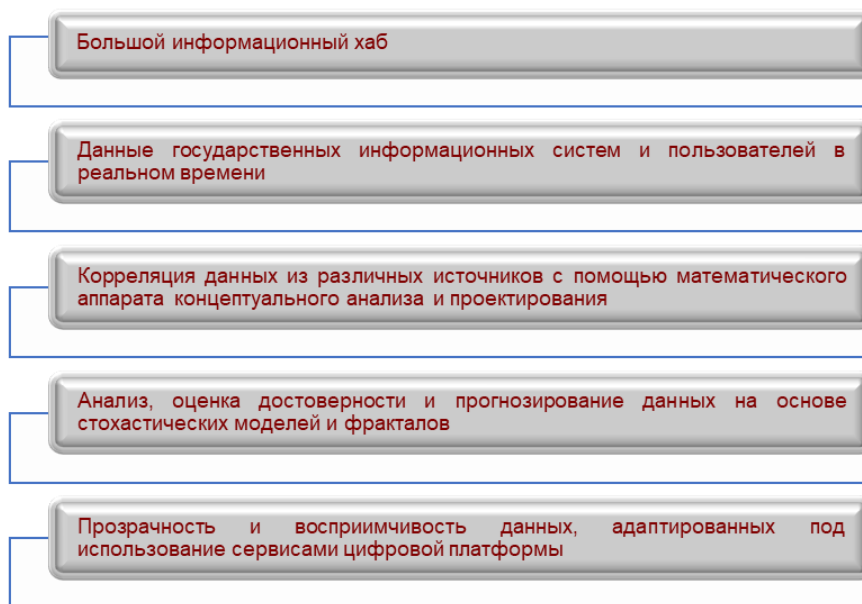 Большой информационный хаб
Данные государственных информационных систем и пользователей в
реальном времени
Корреляция данных из различных источников с помощью математического
аппарата концептуального анализа и проектирования
Анализ, оценка достоверности и прогнозирование данных на основе
стохастических моделей и фракталов
Прозрачность и восприимчивость данных, адаптированных под
использование сервисами цифровой платформы